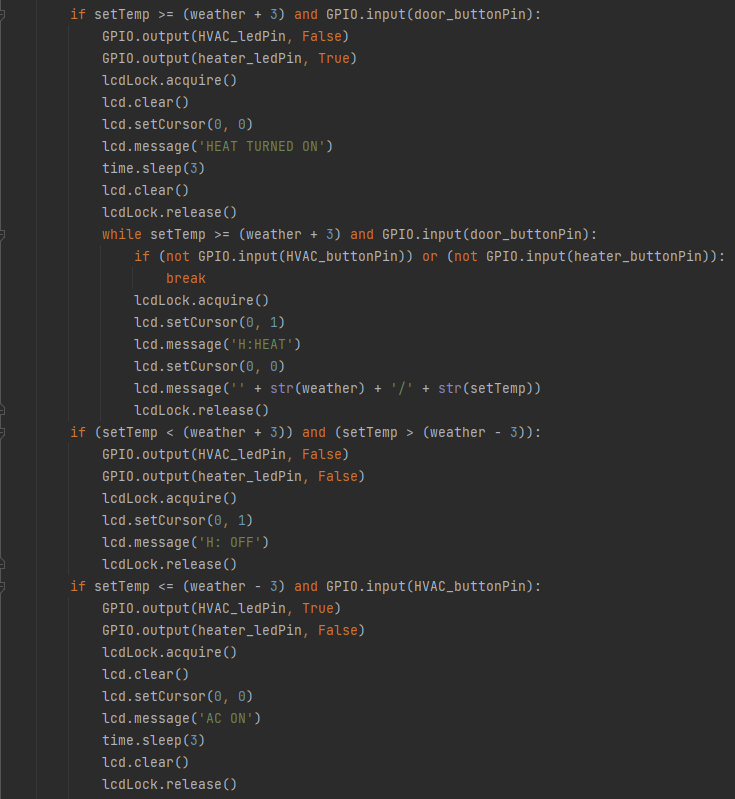 if setTemp >= (weather + 3) and GPIO.input(door_buttonPin):
    GPIO.output(HVAC_ledPin, False)
    GPIO.output(heater_ledPin, True)
    lcdLock.acquire()
    lcd.clear()
    lcd.setCursor(0, 0)
    lcd.message('HEAT TURNED ON')
    time.sleep(3)
    lcd.clear()
    lcdLock.release()
    while setTemp >= (weather + 3) and GPIO.input(door_buttonPin):
        if (not GPIO.input(HVAC_buttonPin)) or (not GPIO.input(heater_buttonPin)):
            break
        lcdLock.acquire()
        lcd.setCursor(0, 1)
        lcd.message('H:HEAT')
        lcd.setCursor(0, 0)
        lcd.message('' + str(weather) + '/' + str(setTemp))
        lcdLock.release()
if (setTemp < (weather + 3)) and (setTemp > (weather - 3)):
    GPIO.output(HVAC_ledPin, False)
    GPIO.output(heater_ledPin, False)
    lcdLock.acquire()
    lcd.setCursor(0, 1)
    lcd.message('H: OFF')
    lcdLock.release()
if setTemp <= (weather - 3) and GPIO.input(HVAC_buttonPin):
    GPIO.output(HVAC_ledPin, True)
    GPIO.output(heater_ledPin, False)
    lcdLock.acquire()
    lcd.clear()
    lcd.setCursor(0, 0)
    lcd.message('AC ON')
    time.sleep(3)
    lcd.clear()
    lcdLock.release()